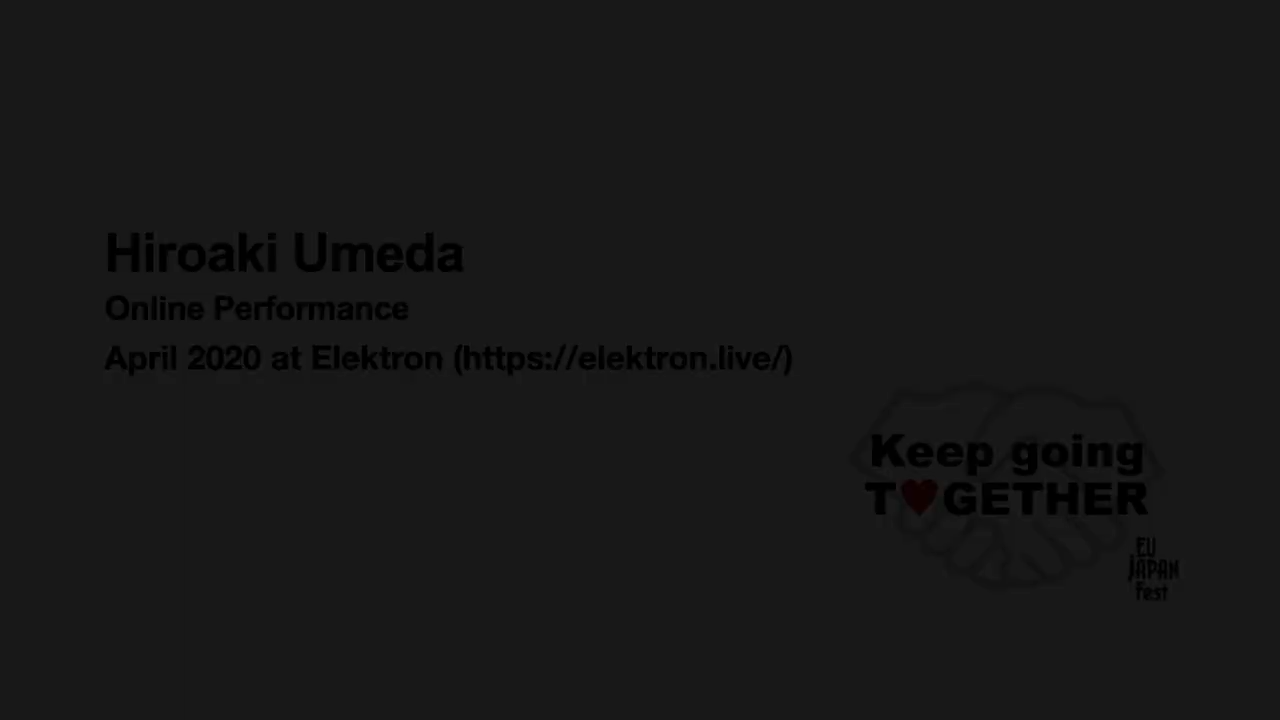 Hiroaki Umeda
Online Performance
April 2020 at Elektron (https://elektron.live/)
Keep going
T❤GETHER
EU
JAPAN
Fest